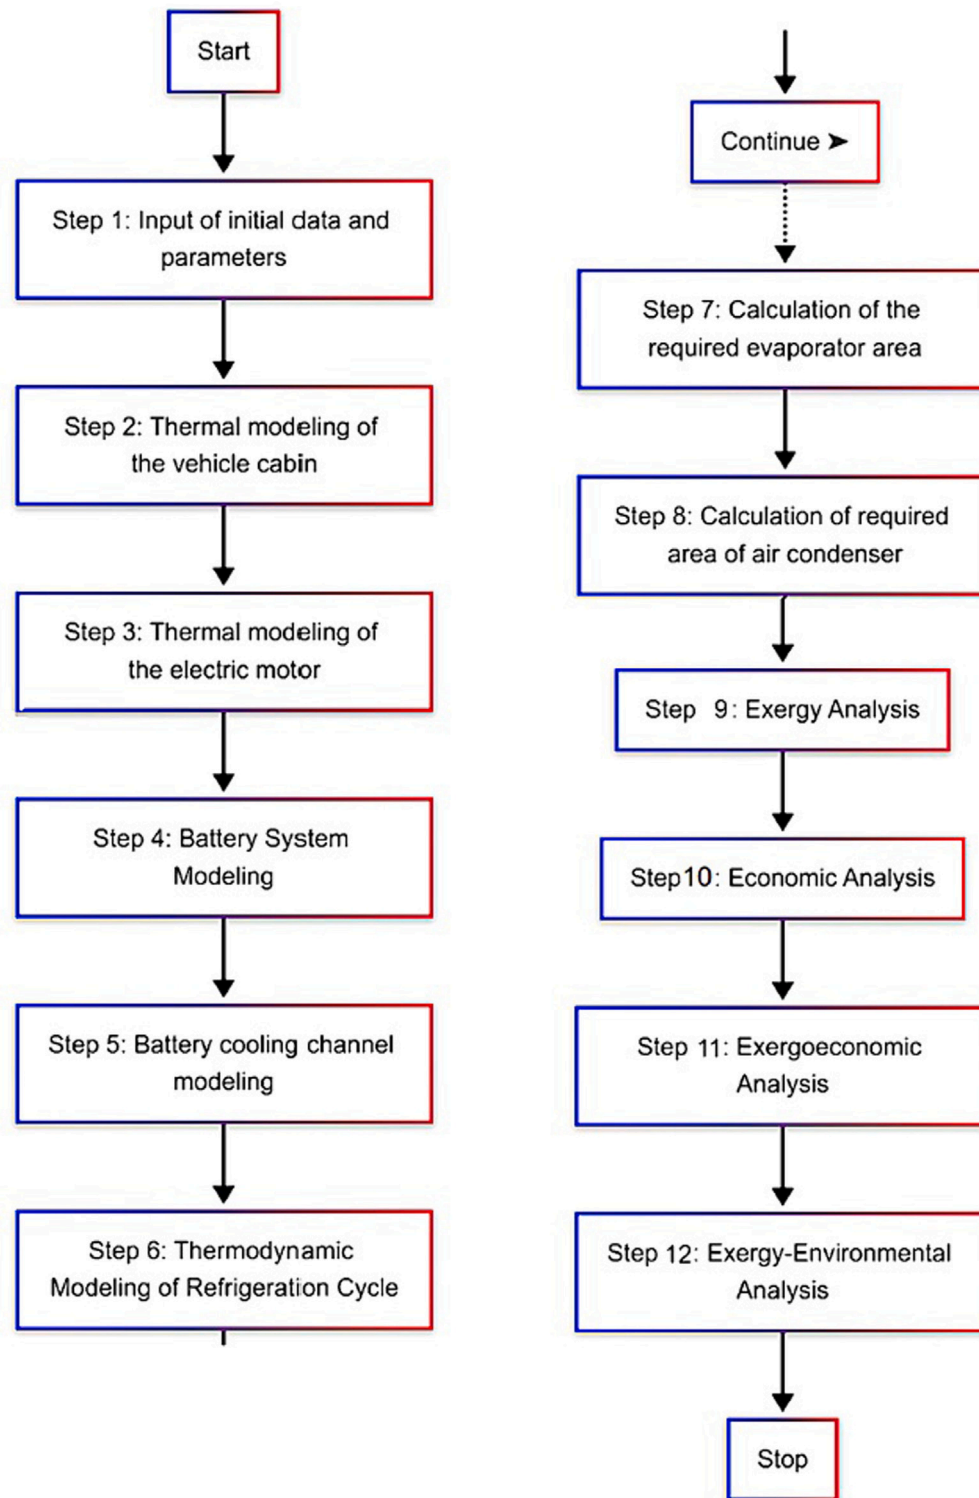 Start
Step 1: Input of initial data and
parameters
Step 2: Thermal modeling of
the vehicle cabin
Step 3: Thermal modeling of
the electric motor
Step 4: Battery System
Modeling
Step 5: Battery cooling channel
modeling
Step 6: Thermodynamic
Modeling of Refrigeration Cycle
Continue ➤
Step 7: Calculation of the
required evaporator area
Step 8: Calculation of required
area of air condenser
Step 9: Exergy Analysis
Step10: Economic Analysis
Step 11: Exergoeconomic
Analysis
Step 12: Exergy-Environmental
Analysis
Stop